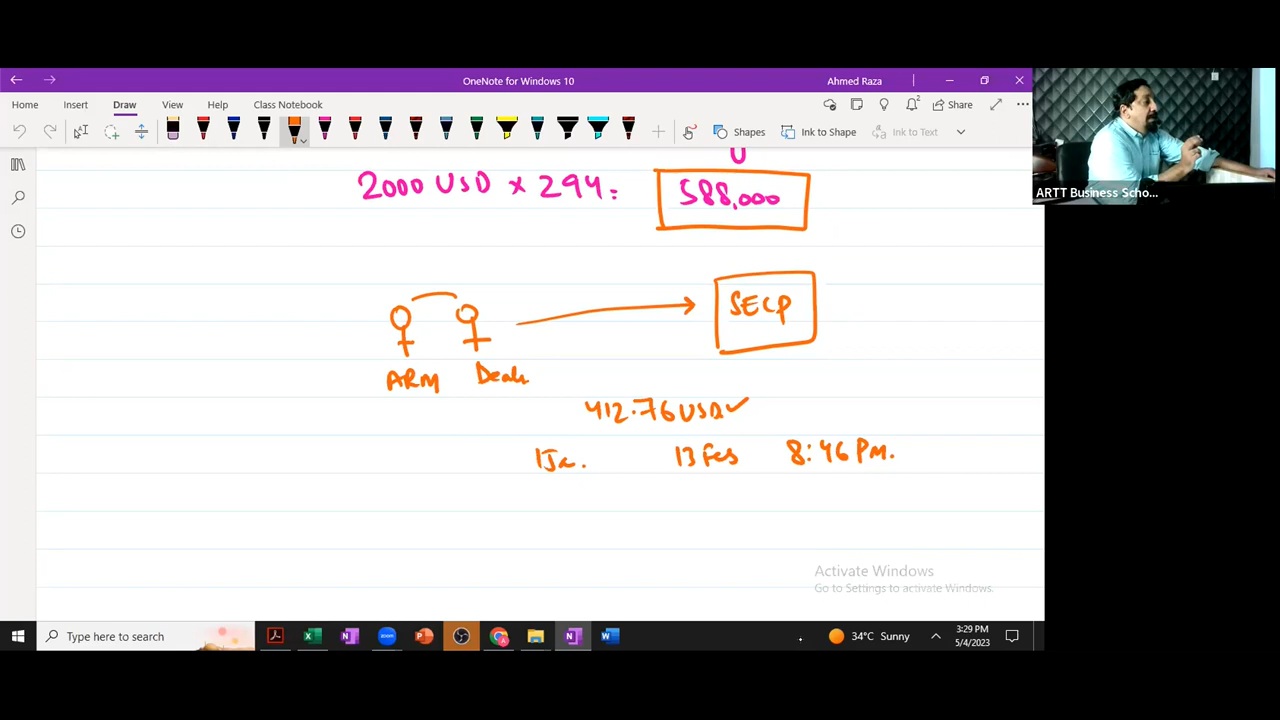 OneNote for Windows 10
Ahmed Raza
Home Insert Draw View Help Class Notebook
2 Share
Shapes Ink to Shape Ink to Text
2000 USD × 294 : 588,000
ARTT Business Scho...
SECP
ARM
412.76 USD✓
13 Feb 8:46 PM.
Activate Windows
Go to Settings to activate Windows.
Type here to search
zoom
34°C Sunny
3:29 PM
5/4/2023